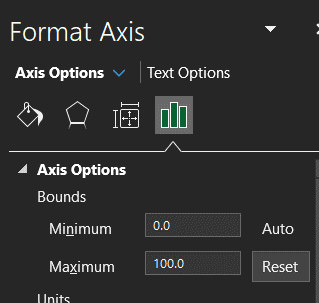 Format Axis
Axis Options Text Options
Axis Options
Bounds
Minimum 0.0 Auto
Maximum 100.0 Reset
Units